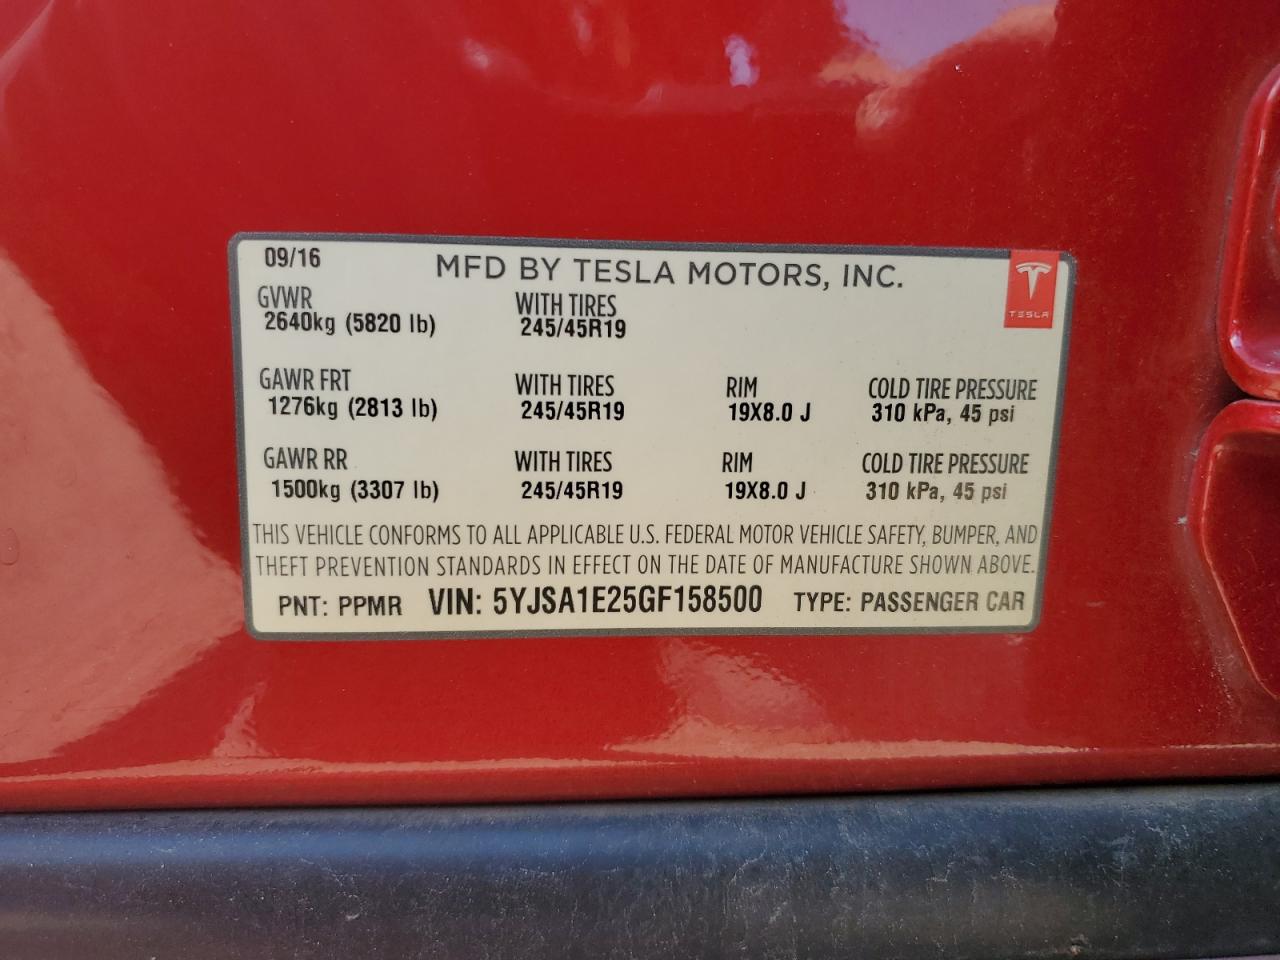 09/16 MFD BY TESLA MOTORS, INC.
TESLA
GVWR WITH TIRES
2640kg (5820 lb) 245/45R19
GAWR FRT WITH TIRES RIM COLD TIRE PRESSURE
1276kg (2813 lb) 245/45R19 19X8.0 J 310 kPa, 45 psi
GAWR RR WITH TIRES RIM COLD TIRE PRESSURE
1500kg (3307 lb) 245/45R19 19X8.0 J 310 kPa, 45 psi
THIS VEHICLE CONFORMS TO ALL APPLICABLE U.S. FEDERAL MOTOR VEHICLE SAFETY, BUMPER, AND
THEFT PREVENTION STANDARDS IN EFFECT ON THE DATE OF MANUFACTURE SHOWN ABOVE.
PNT: PPMR VIN: 5YJSA1E25GF158500 TYPE: PASSENGER CAR